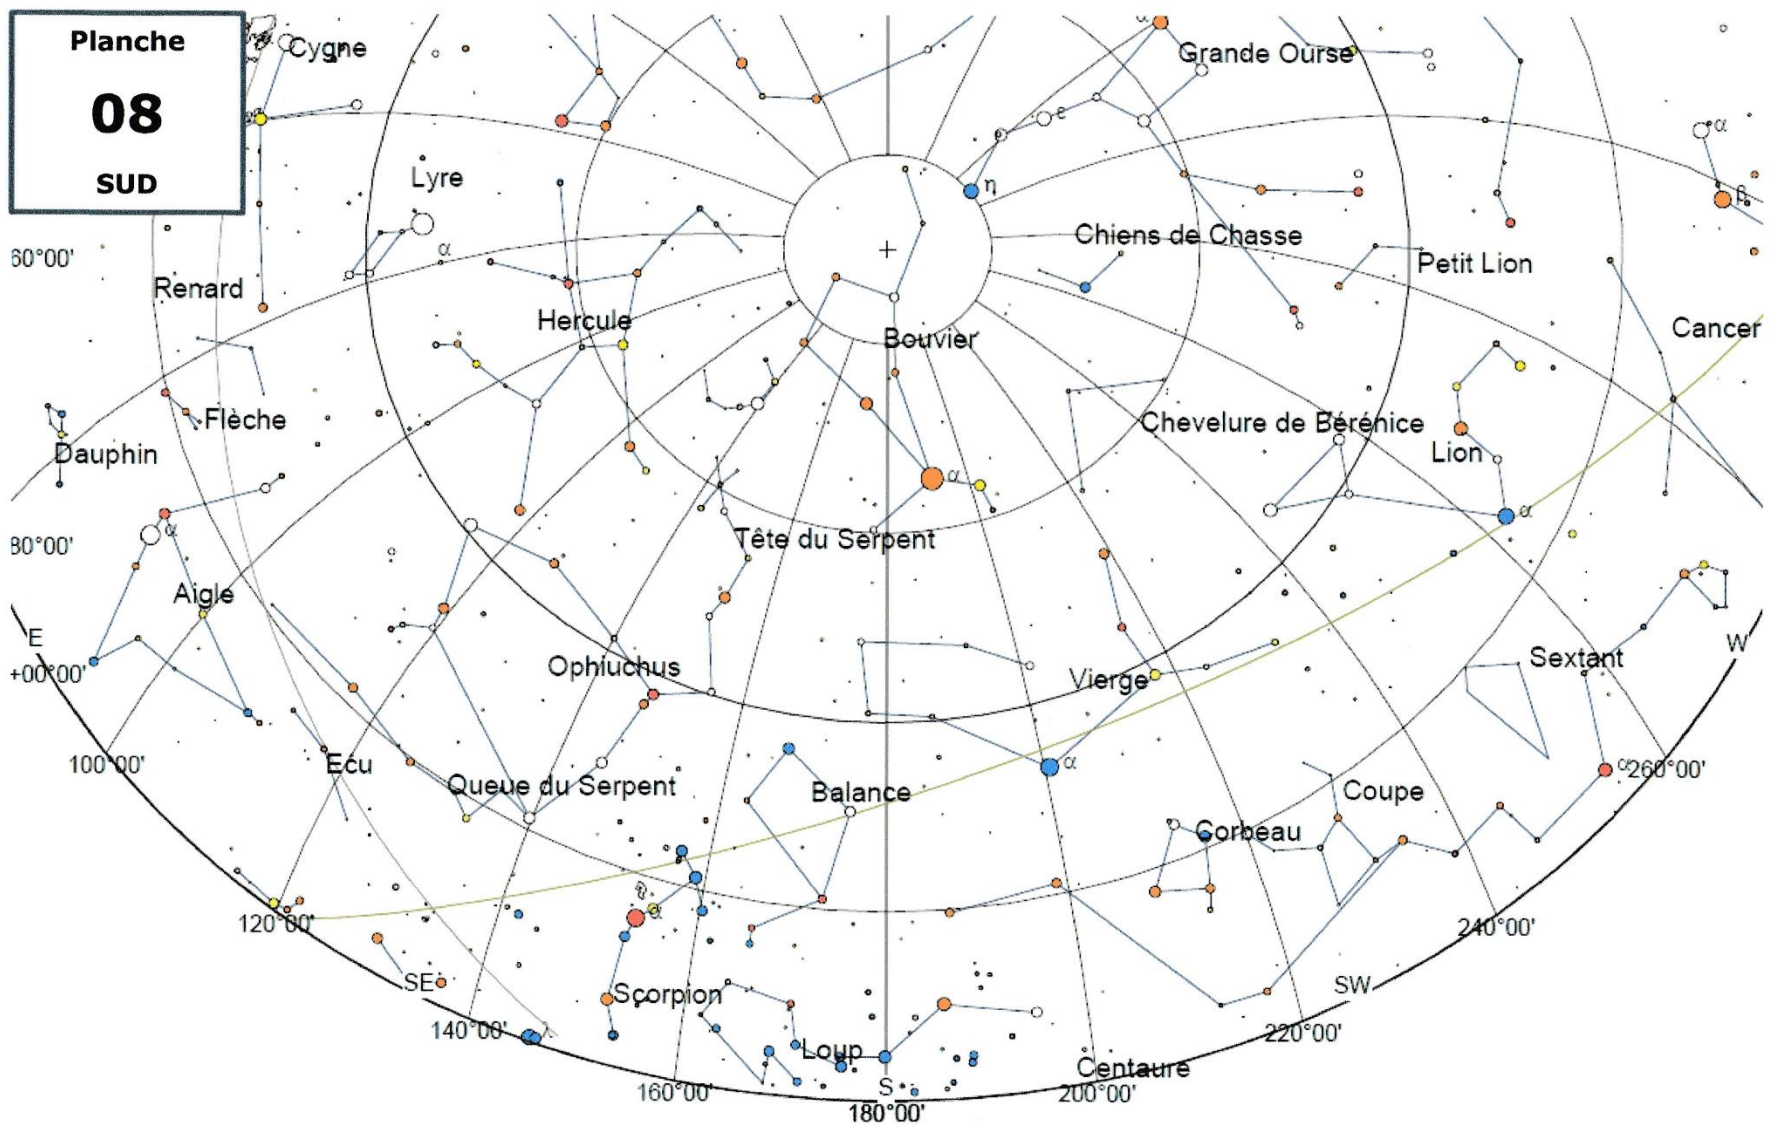 Planche
08
SUD
Cygne
α
Grande Ourse
ε
α
Lyre
η
β
α
Chiens de Chasse
60°00'
Petit Lion
Renard
Hercule
Cancer
Bouvier
Flèche
Chevelure de Bérénice
Dauphin
Lion
α
α
α
80°00'
Tête du Serpent
Aigle
E
W
+00°00'
Ophiuchus
Vierge
Sextant
100°00'
Ecu
α
α
260°00'
Queue du Serpent
Balance
Coupe
Corbeau
α
120°00'
240°00'
SE
SW
Scorpion
140°00'
λ
220°00'
Loup
Centaure
160°00'
S
200°00'
180°00'